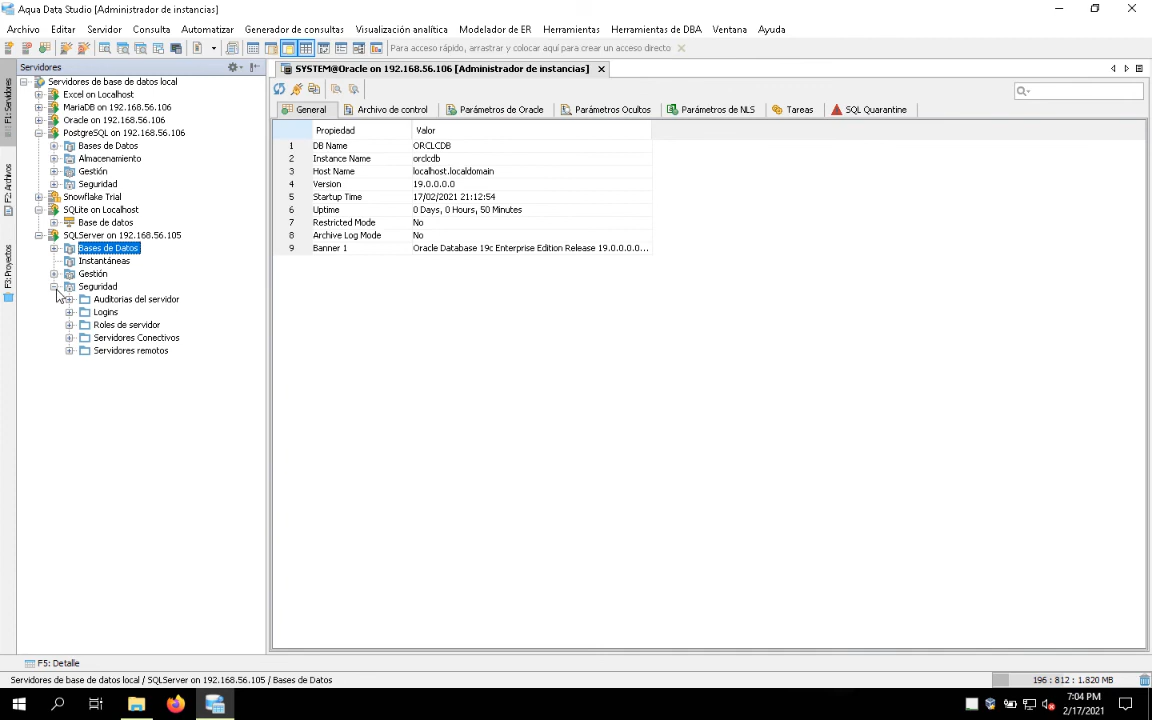 Aqua Data Studio [Administrador de instancias]
Archivo Editar Servidor Consulta Automatizar Generador de consultas Visualización analítica Modelador de ER Herramientas Herramientas de DBA Ventana Ayuda
Para acceso rápido, arrastrar y colocar aquí para crear un acceso directo
Servidores
F1: Servidores
F2: Archivos
F3: Proyectos
Servidores de base de datos local
Excel on Localhost
MariaDB on 192.168.56.106
Oracle on 192.168.56.106
PostgreSQL on 192.168.56.106
Bases de Datos
Almacenamiento
Gestión
Seguridad
Snowflake Trial
SQLite on Localhost
Base de datos
SQLServer on 192.168.56.105
Bases de Datos
Instantáneas
Gestión
Seguridad
Auditorias del servidor
Logins
Roles de servidor
Servidores Conectivos
Servidores remotos
SYSTEM@Oracle on 192.168.56.106 [Administrador de instancias]
General Archivo de control Parámetros de Oracle Parámetros Ocultos Parámetros de NLS Tareas SQL Quarantine
Propiedad Valor
1 DB Name ORCLCDB
2 Instance Name orclcdb
3 Host Name localhost.localdomain
4 Version 19.0.0.0.0
5 Startup Time 17/02/2021 21:12:54
6 Uptime 0 Days, 0 Hours, 50 Minutes
7 Restricted Mode No
8 Archive Log Mode No
9 Banner 1 Oracle Database 19c Enterprise Edition Release 19.0.0.0.0...
F5: Detalle
Servidores de base de datos local / SQLServer on 192.168.56.105 / Bases de Datos
196 : 812 : 1.820 MB
7:04 PM
2/17/2021